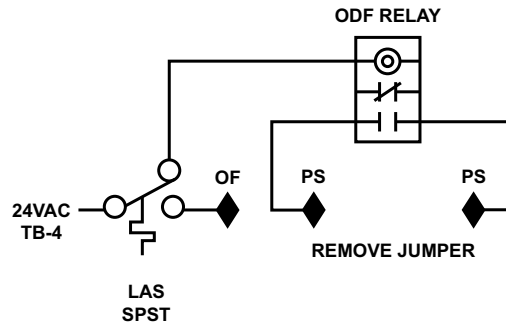 ODF RELAY
OF
PS
PS
24VAC
TB-4
REMOVE JUMPER
LAS
SPST